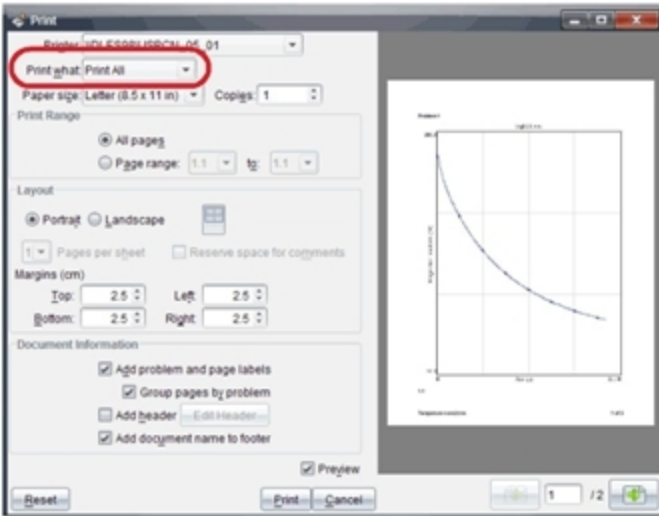 Print
Printer:
Print what: Print All
Paper size: Letter (8.5 x 11 in) Copies: 1
Print Range
All pages
Page range: 1.1 to: 1.1
Layout
Portrait Landscape
1 Pages per sheet Reserve space for comments
Margins (cm)
Top: 2.5 Left: 2.5
Bottom: 2.5 Right: 2.5
Document Information
Add problem and page labels
Group pages by problem
Add header Edit Header
Add document name to footer
Preview
Reset Print Cancel
1 /2